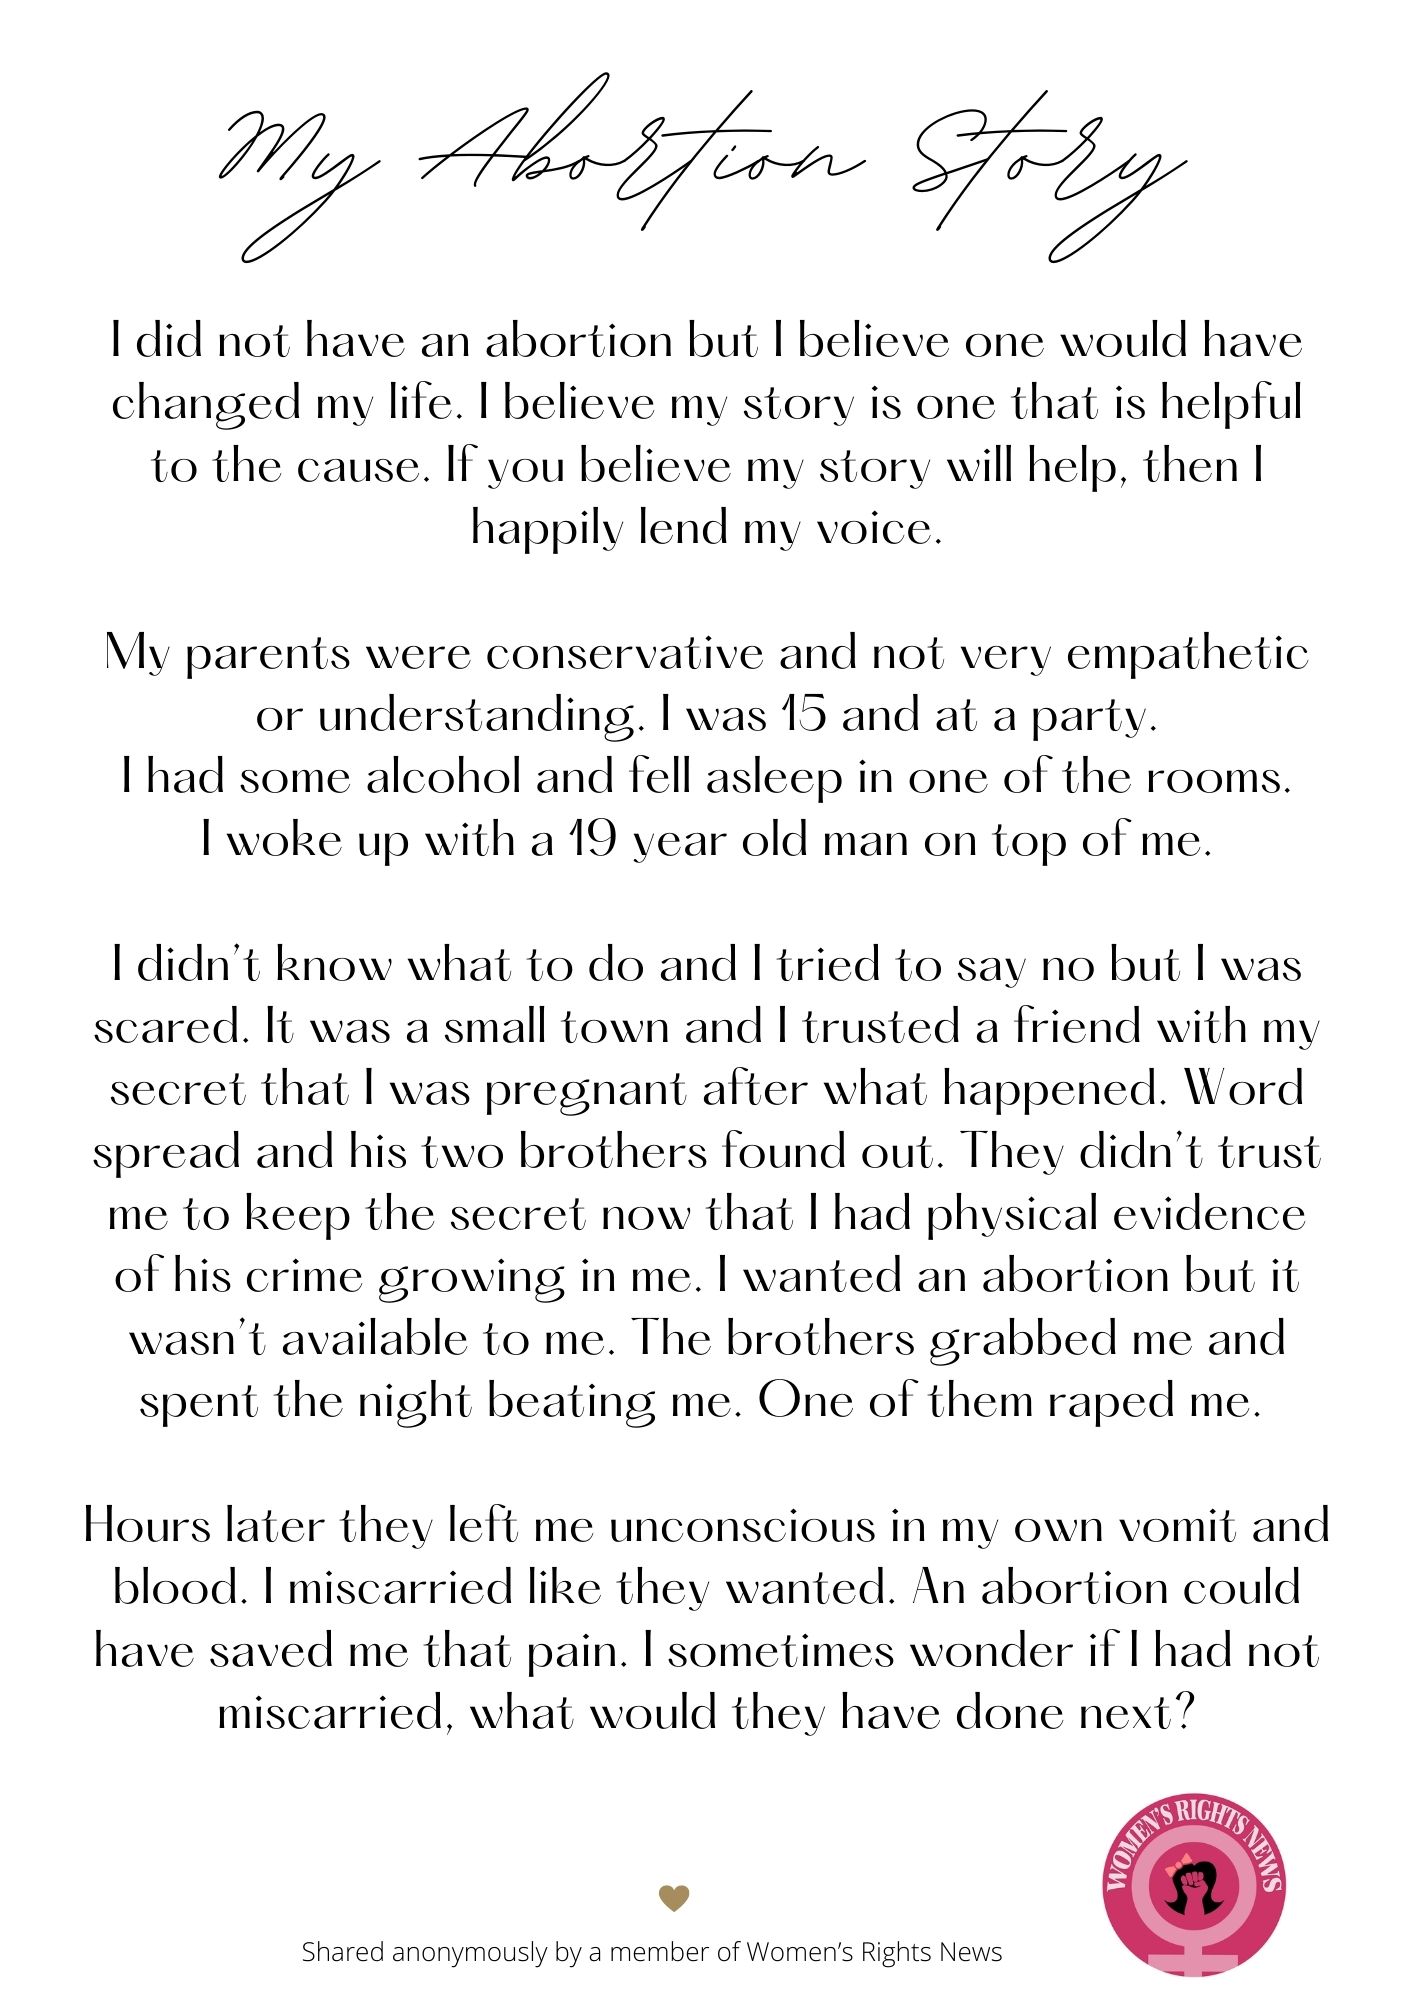 My Abortion Story
I did not have an abortion but I believe one would have
changed my life. I believe my story is one that is helpful
to the cause. If you believe my story will help, then I
happily lend my voice.
My parents were conservative and not very empathetic
or understanding. I was 15 and at a party.
I had some alcohol and fell asleep in one of the rooms.
I woke up with a 19 year old man on top of me.
I didn't know what to do and I tried to say no but I was
scared. It was a small town and I trusted a friend with my
secret that I was pregnant after what happened. Word
spread and his two brothers found out. They didn't trust
me to keep the secret now that I had physical evidence
of his crime growing in me. I wanted an abortion but it
wasn't available to me. The brothers grabbed me and
spent the night beating me. One of them raped me.
Hours later they left me unconscious in my own vomit and
blood. I miscarried like they wanted. An abortion could
have saved me that pain. I sometimes wonder if I had not
miscarried, what would they have done next?
WOMEN'S RIGHTS NEWS
Shared anonymously by a member of Women's Rights News